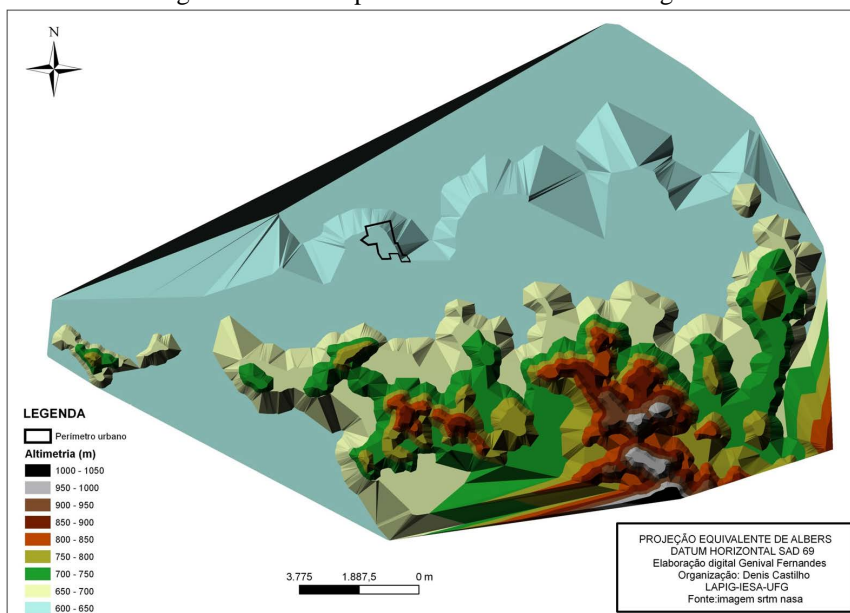 N
LEGENDA
Perímetro urbano
Altimetria (m)
1000 - 1050
950 - 1000
900 - 950
850 - 900
800 - 850
750 - 800
700 - 750
650 - 700
600 - 650
3.775 1.887,5 0 m
PROJEÇÃO EQUIVALENTE DE ALBERS
DATUM HORIZONTAL SAD 69
Elaboração digital Genival Fernandes
Organização: Denis Castilho
LAPIG-IESA-UFG
Fonte:imagem srtm nasa